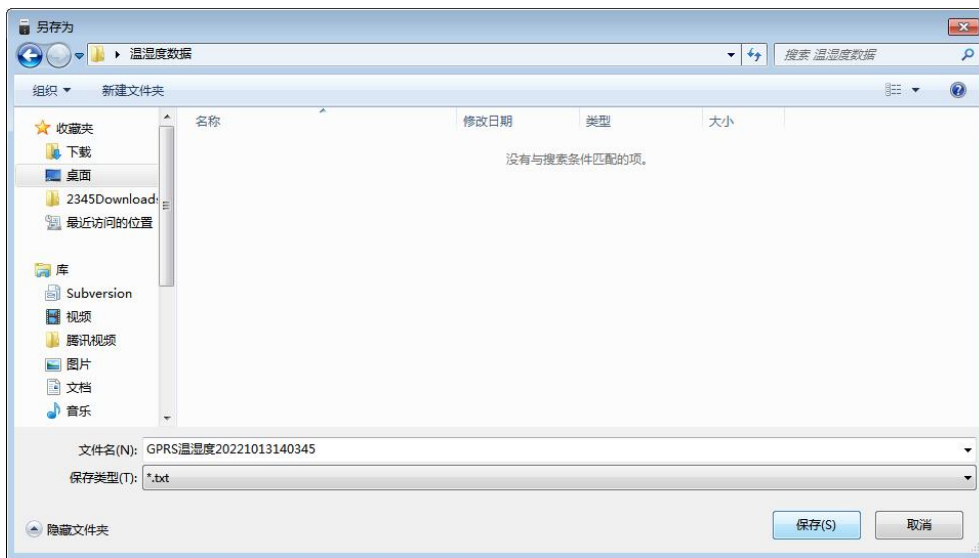 另存为
温湿度数据
搜索 温湿度数据
组织 新建文件夹
名称 修改日期 类型 大小
没有与搜索条件匹配的项。
收藏夹
下载
桌面
2345Downloads
最近访问的位置
库
Subversion
视频
腾讯视频
图片
文档
音乐
文件名(N): GPRS温湿度20221013140345
保存类型(T): *.txt
隐藏文件夹 保存(S) 取消